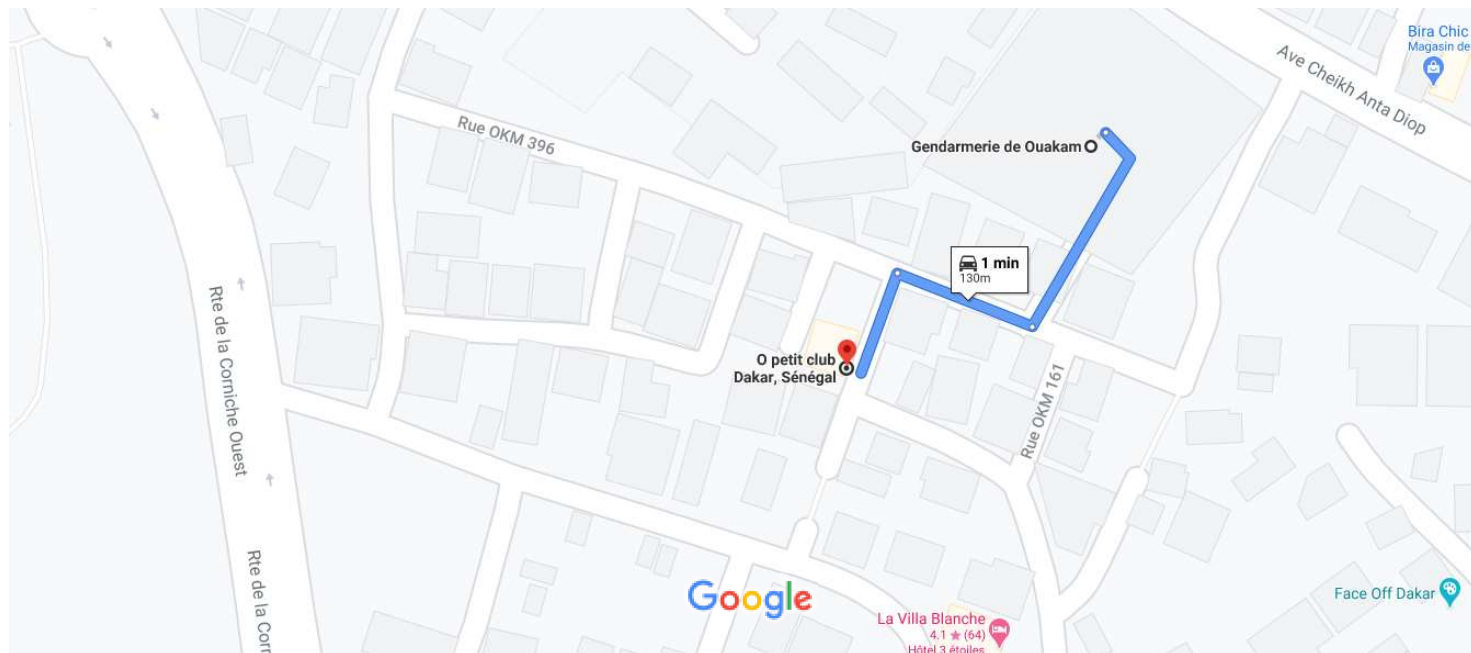 Bira Chic
Magasin de
Ave Cheikh Anta Diop
Rue OKM 396
Gendarmerie de Ouakam
1 min
130m
Rte de la Corniche Ouest
O petit club
Dakar, Sénégal
Rue OKM 161
Rte de la Corr
Google
Face Off Dakar
La Villa Blanche
4,1 ★ (64)
Hôtel 3 étoiles